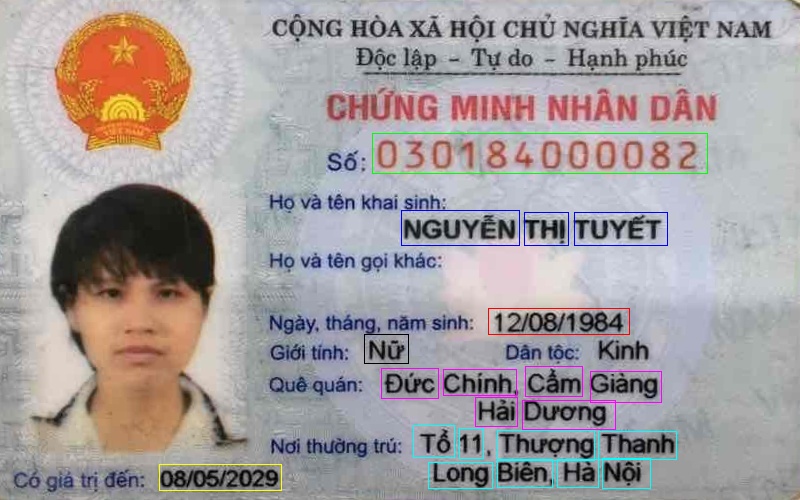 CỘNG HÒA XÃ HỘI CHỦ NGHĨA VIỆT NAM
Độc lập - Tự do - Hạnh phúc
CHỨNG MINH NHÂN DÂN
Số: 030184000082
Họ và tên khai sinh:
NGUYỄN THỊ TUYẾT
Họ và tên gọi khác:
Ngày, tháng, năm sinh: 12/08/1984
Giới tính: Nữ Dân tộc: Kinh
Quê quán: Đức Chính, Cẩm Giàng
Hải Dương
Nơi thường trú: Tổ 11, Thượng Thanh
Long Biên, Hà Nội
Có giá trị đến: 08/05/2029